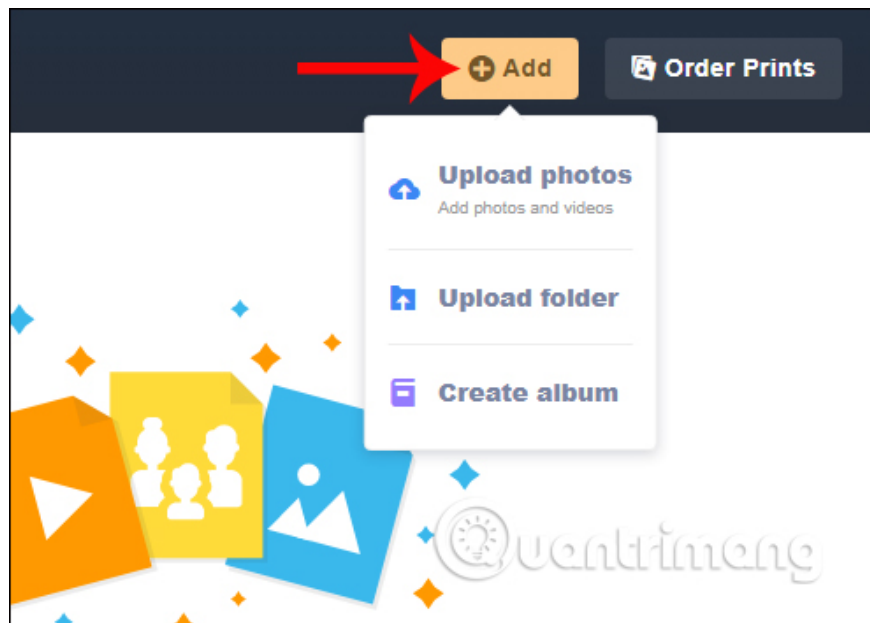 Add
Order Prints
Upload photos
Add photos and videos
Upload folder
Create album
Quantrimang